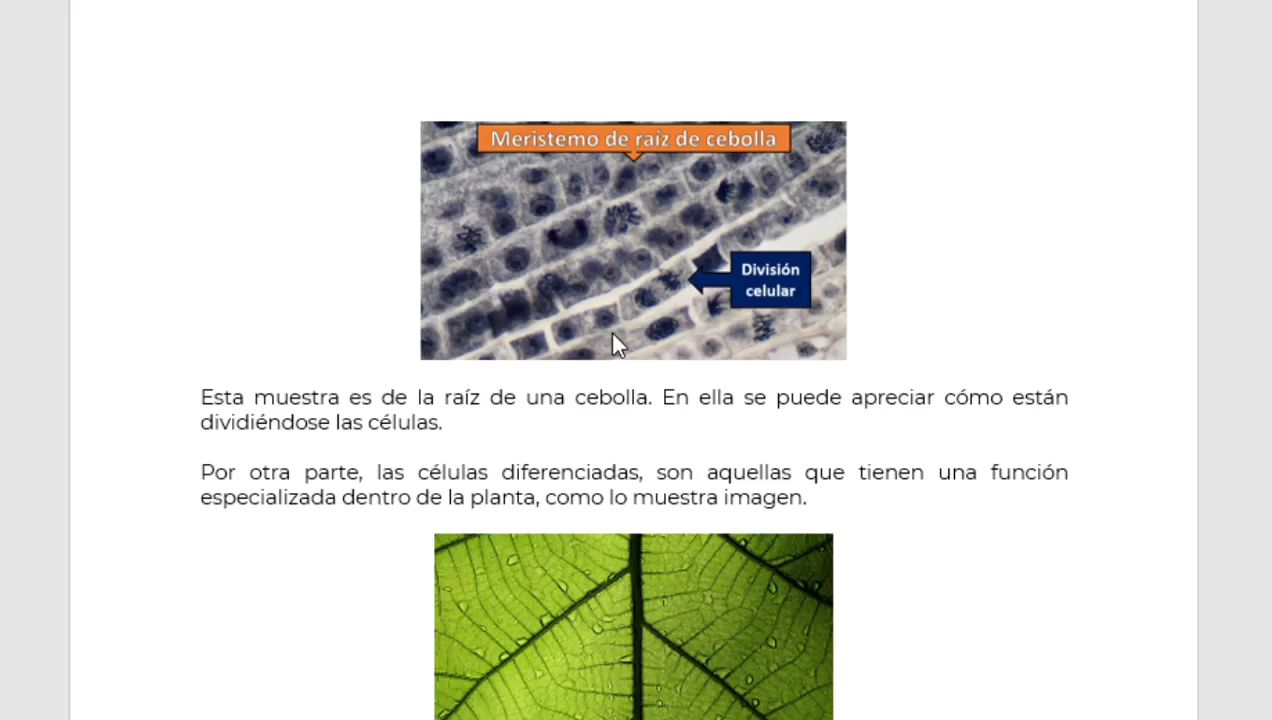 Meristemo de raiz de cebolla
División
celular
Esta muestra es de la raíz de una cebolla. En ella se puede apreciar cómo están
dividiéndose las células.
Por otra parte, las células diferenciadas, son aquellas que tienen una función
especializada dentro de la planta, como lo muestra imagen.